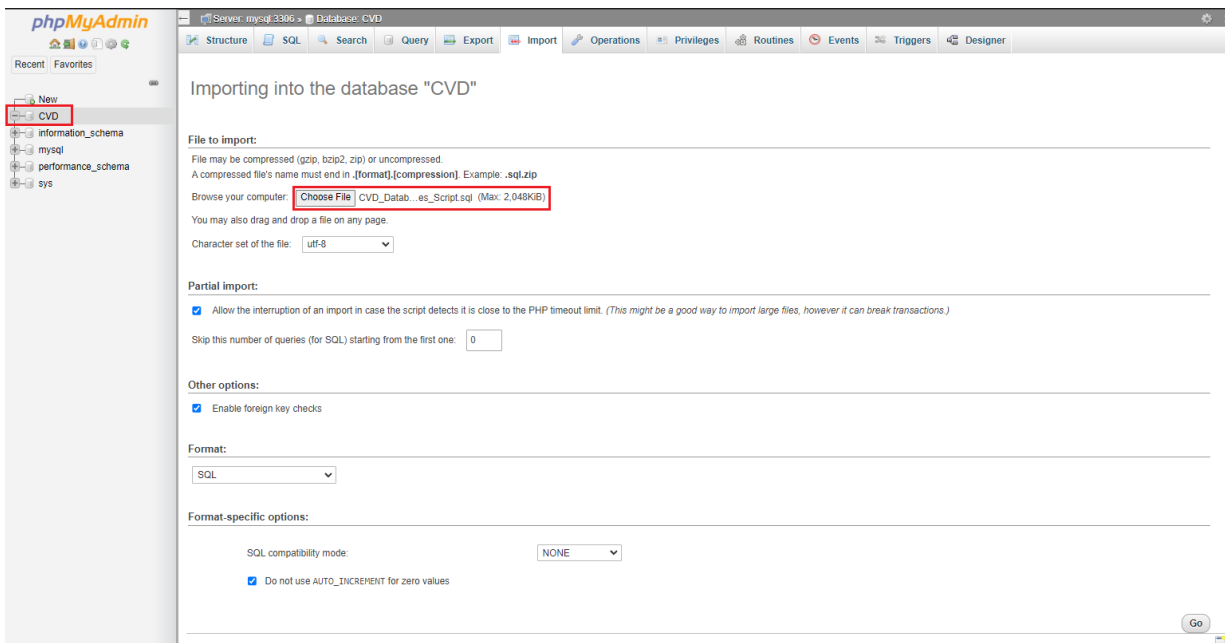 phpMyAdmin
Recent Favorites
New
CVD
information_schema
mysql
performance_schema
sys
Server: mysql:3306 » Database: CVD
Structure SQL Search Query Export Import Operations Privileges Routines Events Triggers Designer
Importing into the database "CVD"
File to import:
File may be compressed (gzip, bzip2, zip) or uncompressed.
A compressed file's name must end in .[format].[compression]. Example: .sql.zip
Browse your computer: Choose File CVD_Datab…es_Script.sql (Max: 2,048KiB)
You may also drag and drop a file on any page.
Character set of the file: utf-8
Partial import:
Allow the interruption of an import in case the script detects it is close to the PHP timeout limit. (This might be a good way to import large files, however it can break transactions.)
Skip this number of queries (for SQL) starting from the first one: 0
Other options:
Enable foreign key checks
Format:
SQL
Format-specific options:
SQL compatibility mode: NONE
Do not use AUTO_INCREMENT for zero values
Go